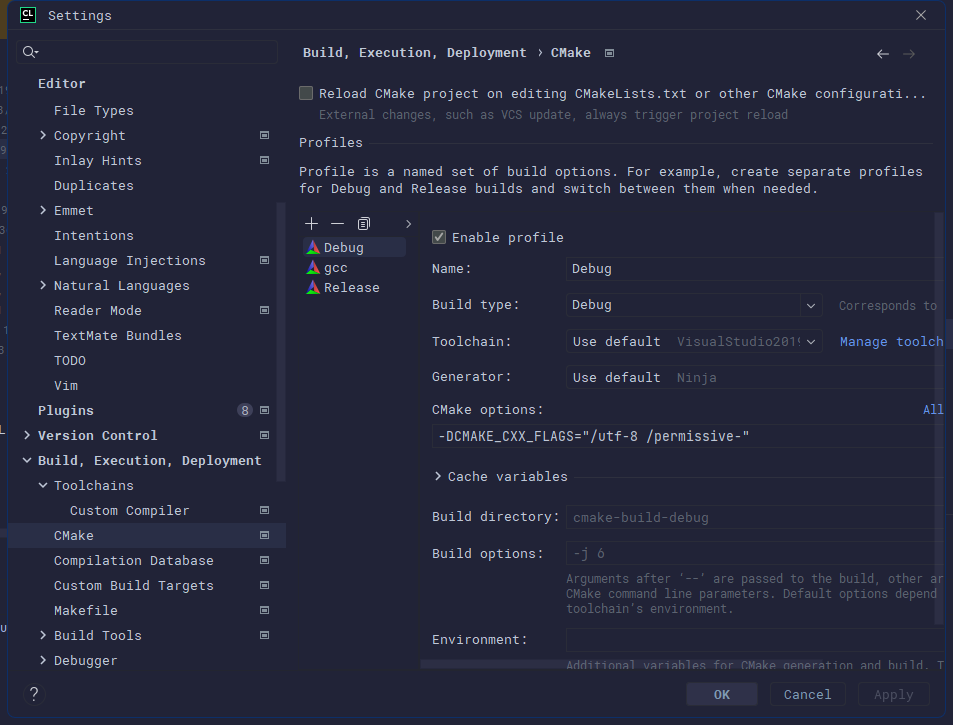 CL Settings
Build, Execution, Deployment › CMake
Editor
File Types
Copyright
Inlay Hints
Duplicates
Emmet
Intentions
Language Injections
Natural Languages
Reader Mode
TextMate Bundles
TODO
Vim
Plugins 8
Version Control
Build, Execution, Deployment
Toolchains
Custom Compiler
CMake
Compilation Database
Custom Build Targets
Makefile
Build Tools
Debugger
Reload CMake project on editing CMakeLists.txt or other CMake configurati...
External changes, such as VCS update, always trigger project reload
Profiles
Profile is a named set of build options. For example, create separate profiles
for Debug and Release builds and switch between them when needed.
Debug
gcc
Release
Enable profile
Name: Debug
Build type: Debug Corresponds to
Toolchain: Use default VisualStudio2019 Manage toolch
Generator: Use default Ninja
CMake options: All
-DCMAKE_CXX_FLAGS="/utf-8 /permissive-"
Cache variables
Build directory: cmake-build-debug
Build options: -j 6
Arguments after '--' are passed to the build, other ar
CMake command line parameters. Default options depend
toolchain's environment.
Environment:
Additional variables for CMake generation and build. T
? OK Cancel Apply